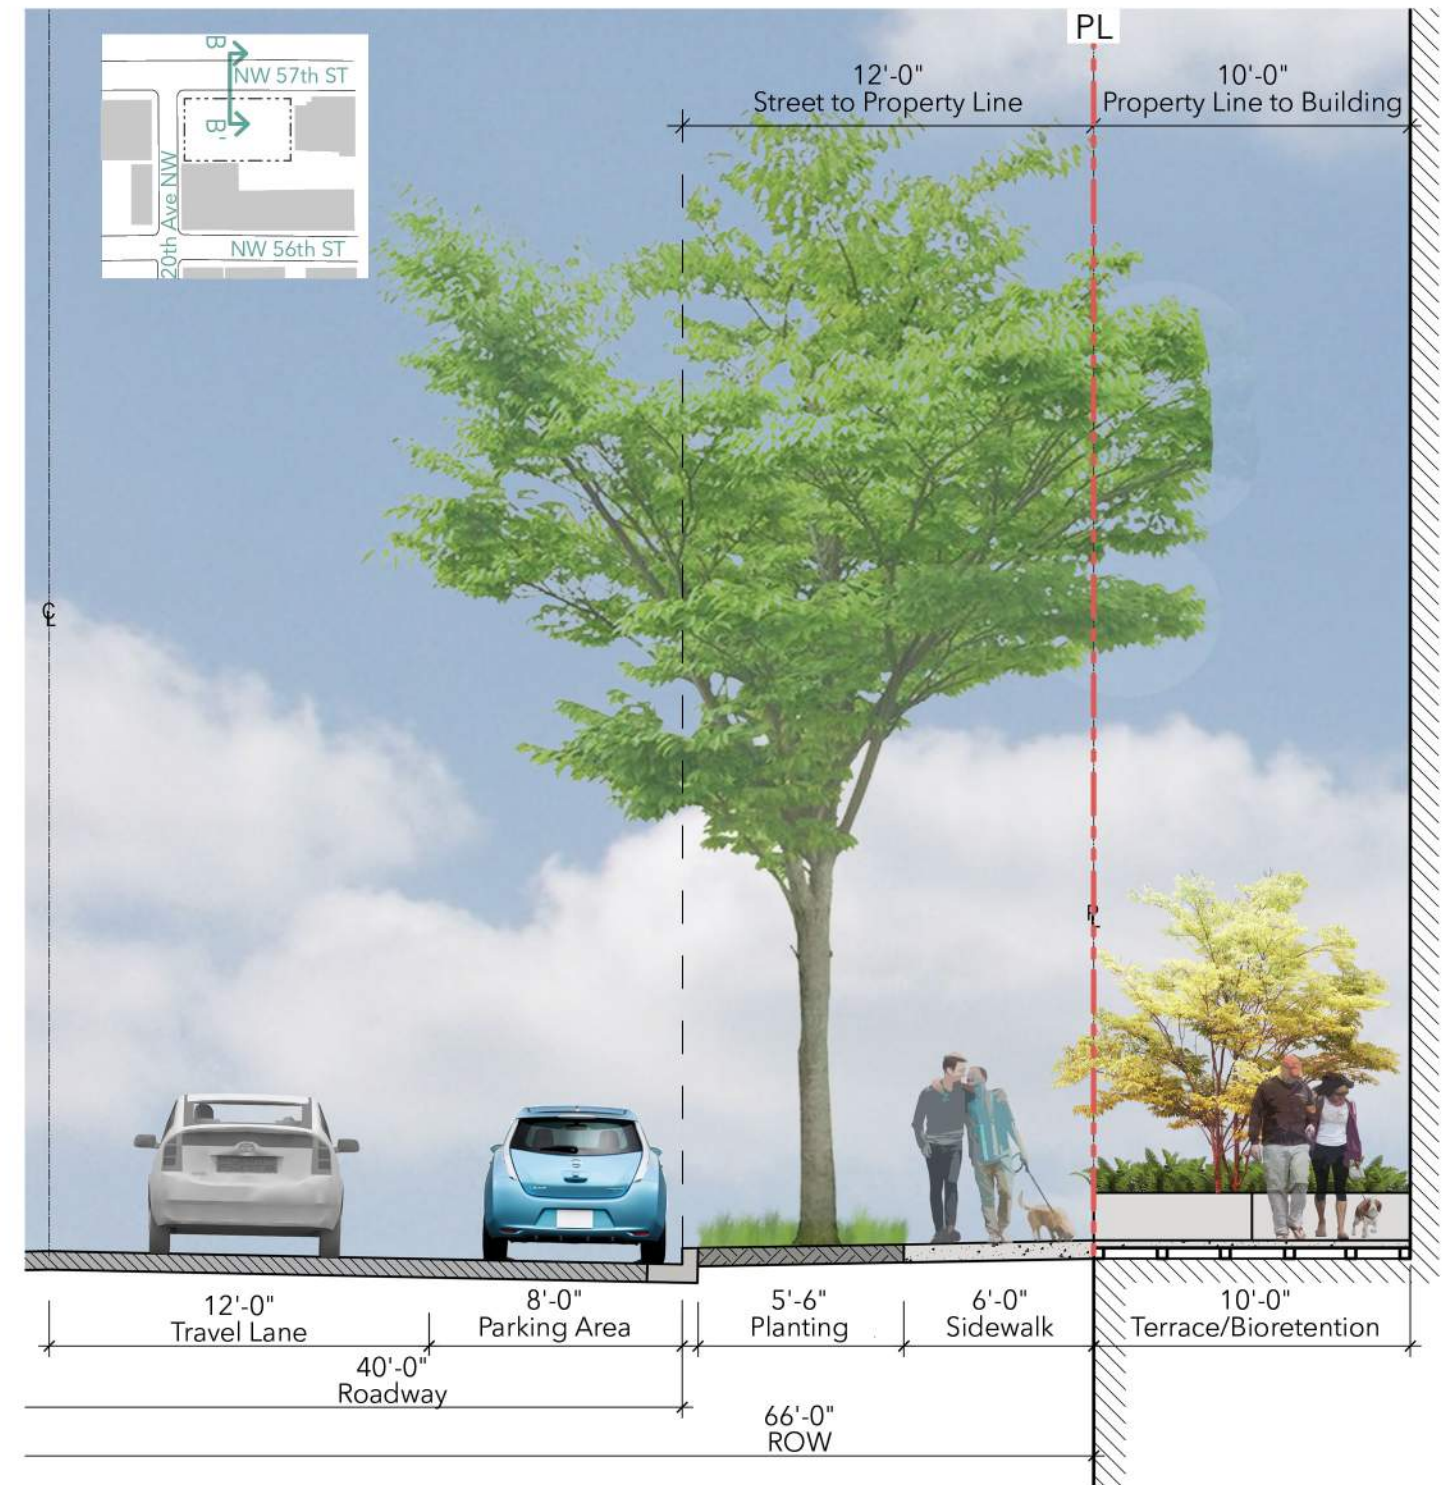 PL
12'-0"
Street to Property Line
10'-0"
Property Line to Building
B
NW 57th ST
B'
20th Ave NW
NW 56th ST
℄
PL
12'-0"
Travel Lane
8'-0"
Parking Area
5'-6"
Planting
6'-0"
Sidewalk
10'-0"
Terrace/Bioretention
40'-0"
Roadway
66'-0"
ROW